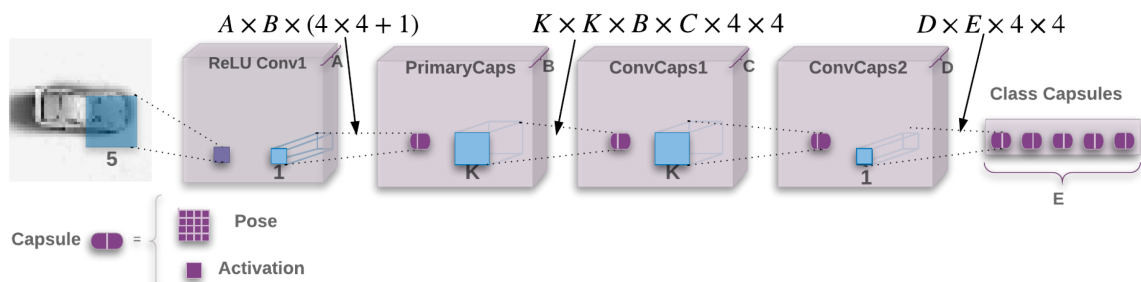 A × B × (4 × 4 + 1)
K × K × B × C × 4 × 4
D × E × 4 × 4
ReLU Conv1
A
PrimaryCaps
B
ConvCaps1
C
ConvCaps2
D
Class Capsules
5
1
K
K
1
E
Capsule
=
Pose
Activation